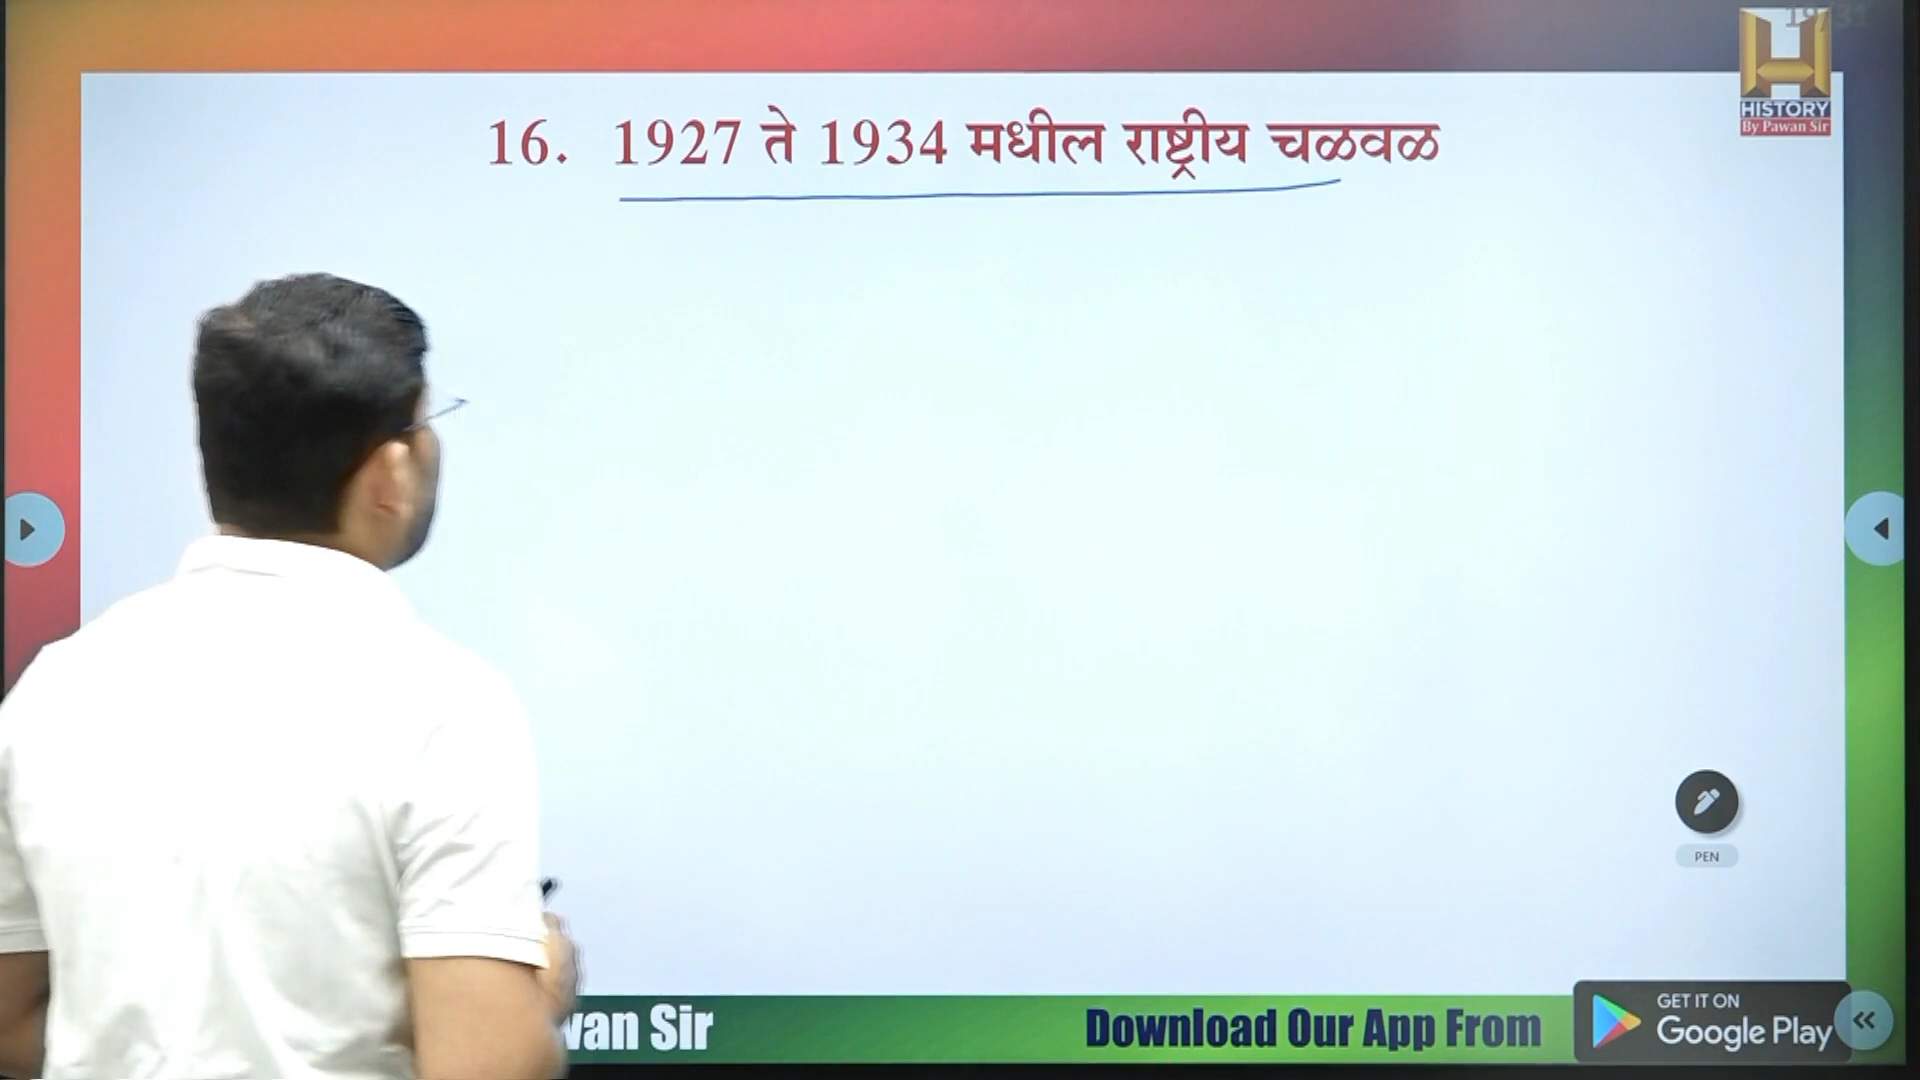 HISTORY
By Pawan Sir
16. 1927 ते 1934 मधील राष्ट्रीय चळवळ
PEN
Sir
Download Our App From
GET IT ON
Google Play